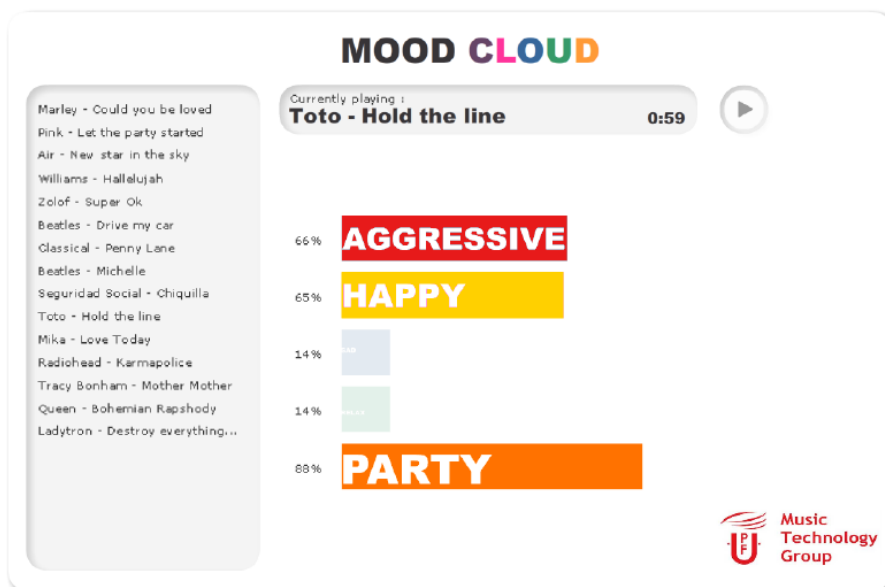 MOOD CLOUD
Marley - Could you be loved
Pink - Let the party started
Air - New star in the sky
Williams - Hallelujah
Zolof - Super Ok
Beatles - Drive my car
Classical - Penny Lane
Beatles - Michelle
Seguridad Social - Chiquilla
Toto - Hold the line
Mika - Love Today
Radiohead - Karmapolice
Tracy Bonham - Mother Mother
Queen - Bohemian Rapshody
Ladytron - Destroy everything...
Currently playing :
Toto - Hold the line 0:59
66% AGGRESSIVE
65% HAPPY
14%
14%
88% PARTY
UPF
Music
Technology
Group